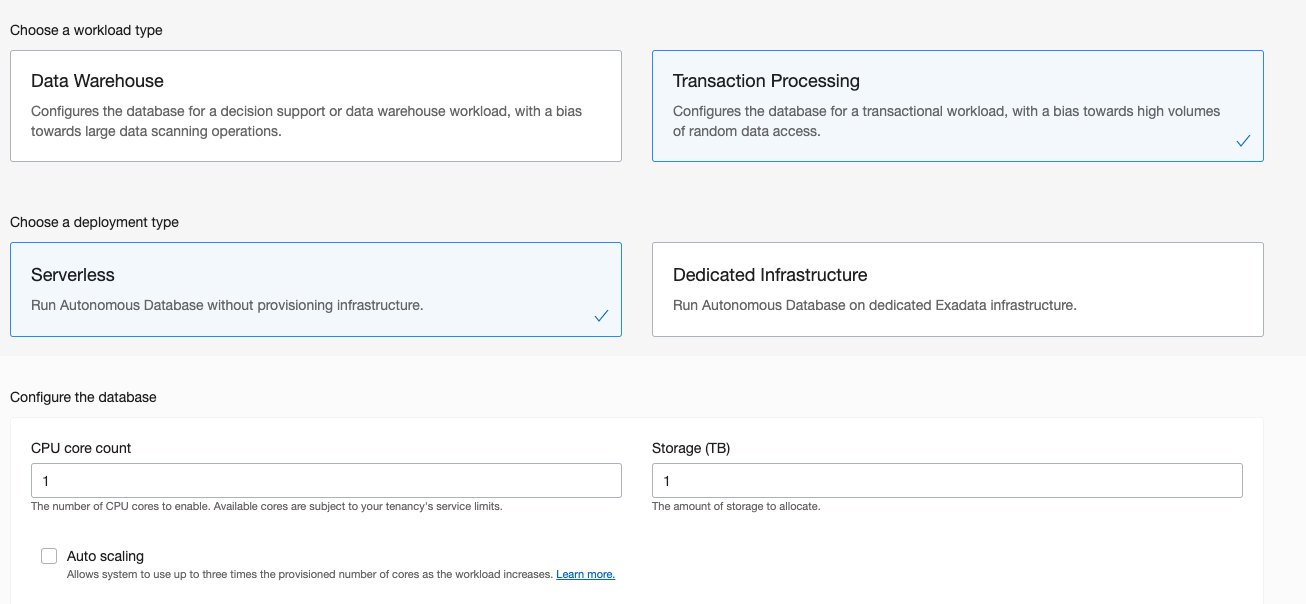 Choose a workload type
Data Warehouse
Configures the database for a decision support or data warehouse workload, with a bias
towards large data scanning operations.
Transaction Processing
Configures the database for a transactional workload, with a bias towards high volumes
of random data access.
Choose a deployment type
Serverless
Run Autonomous Database without provisioning infrastructure.
Dedicated Infrastructure
Run Autonomous Database on dedicated Exadata infrastructure.
Configure the database
CPU core count
1
The number of CPU cores to enable. Available cores are subject to your tenancy's service limits.
Storage (TB)
1
The amount of storage to allocate.
Auto scaling
Allows system to use up to three times the provisioned number of cores as the workload increases. Learn more.